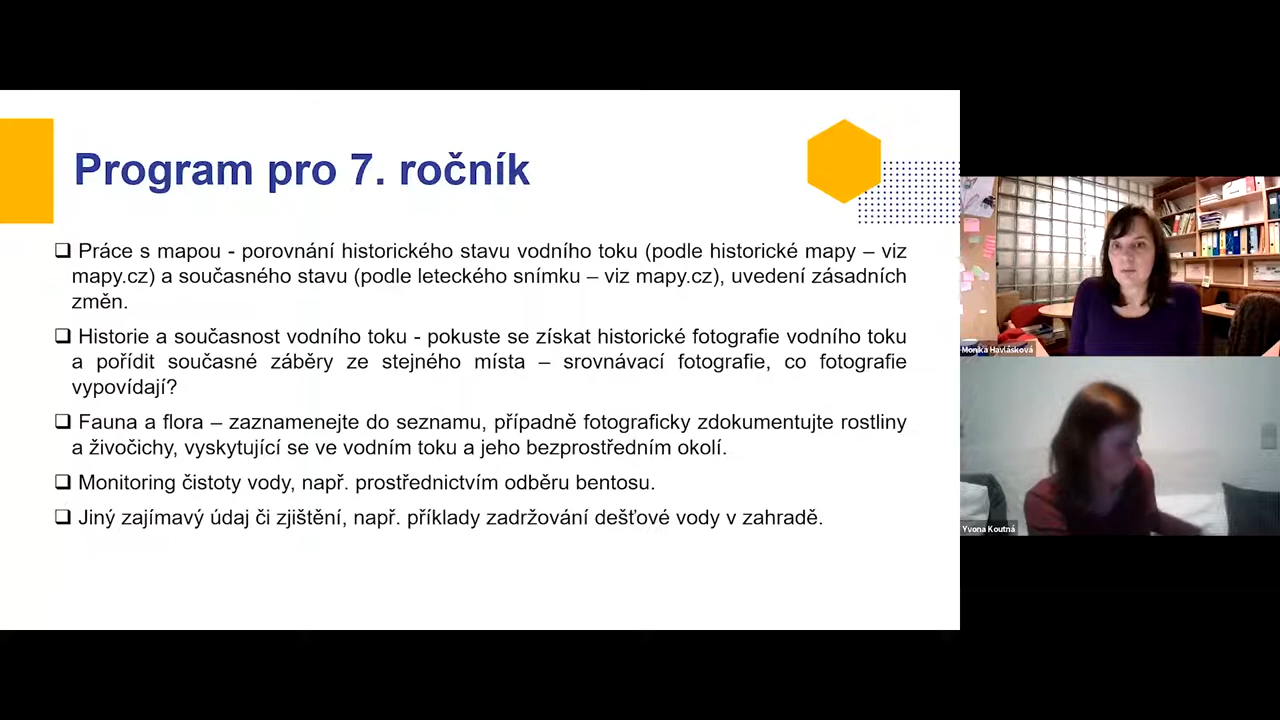 Program pro 7. ročník
❑ Práce s mapou - porovnání historického stavu vodního toku (podle historické mapy – viz
mapy.cz) a současného stavu (podle leteckého snímku – viz mapy.cz), uvedení zásadních
změn.
❑ Historie a současnost vodního toku - pokuste se získat historické fotografie vodního toku
a pořídit současné záběry ze stejného místa – srovnávací fotografie, co fotografie
vypovídají?
❑ Fauna a flora – zaznamenejte do seznamu, případně fotograficky zdokumentujte rostliny
a živočichy, vyskytující se ve vodním toku a jeho bezprostředním okolí.
❑ Monitoring čistoty vody, např. prostřednictvím odběru bentosu.
❑ Jiný zajímavý údaj či zjištění, např. příklady zadržování dešťové vody v zahradě.
Monika Havlásková
Yvona Koutná